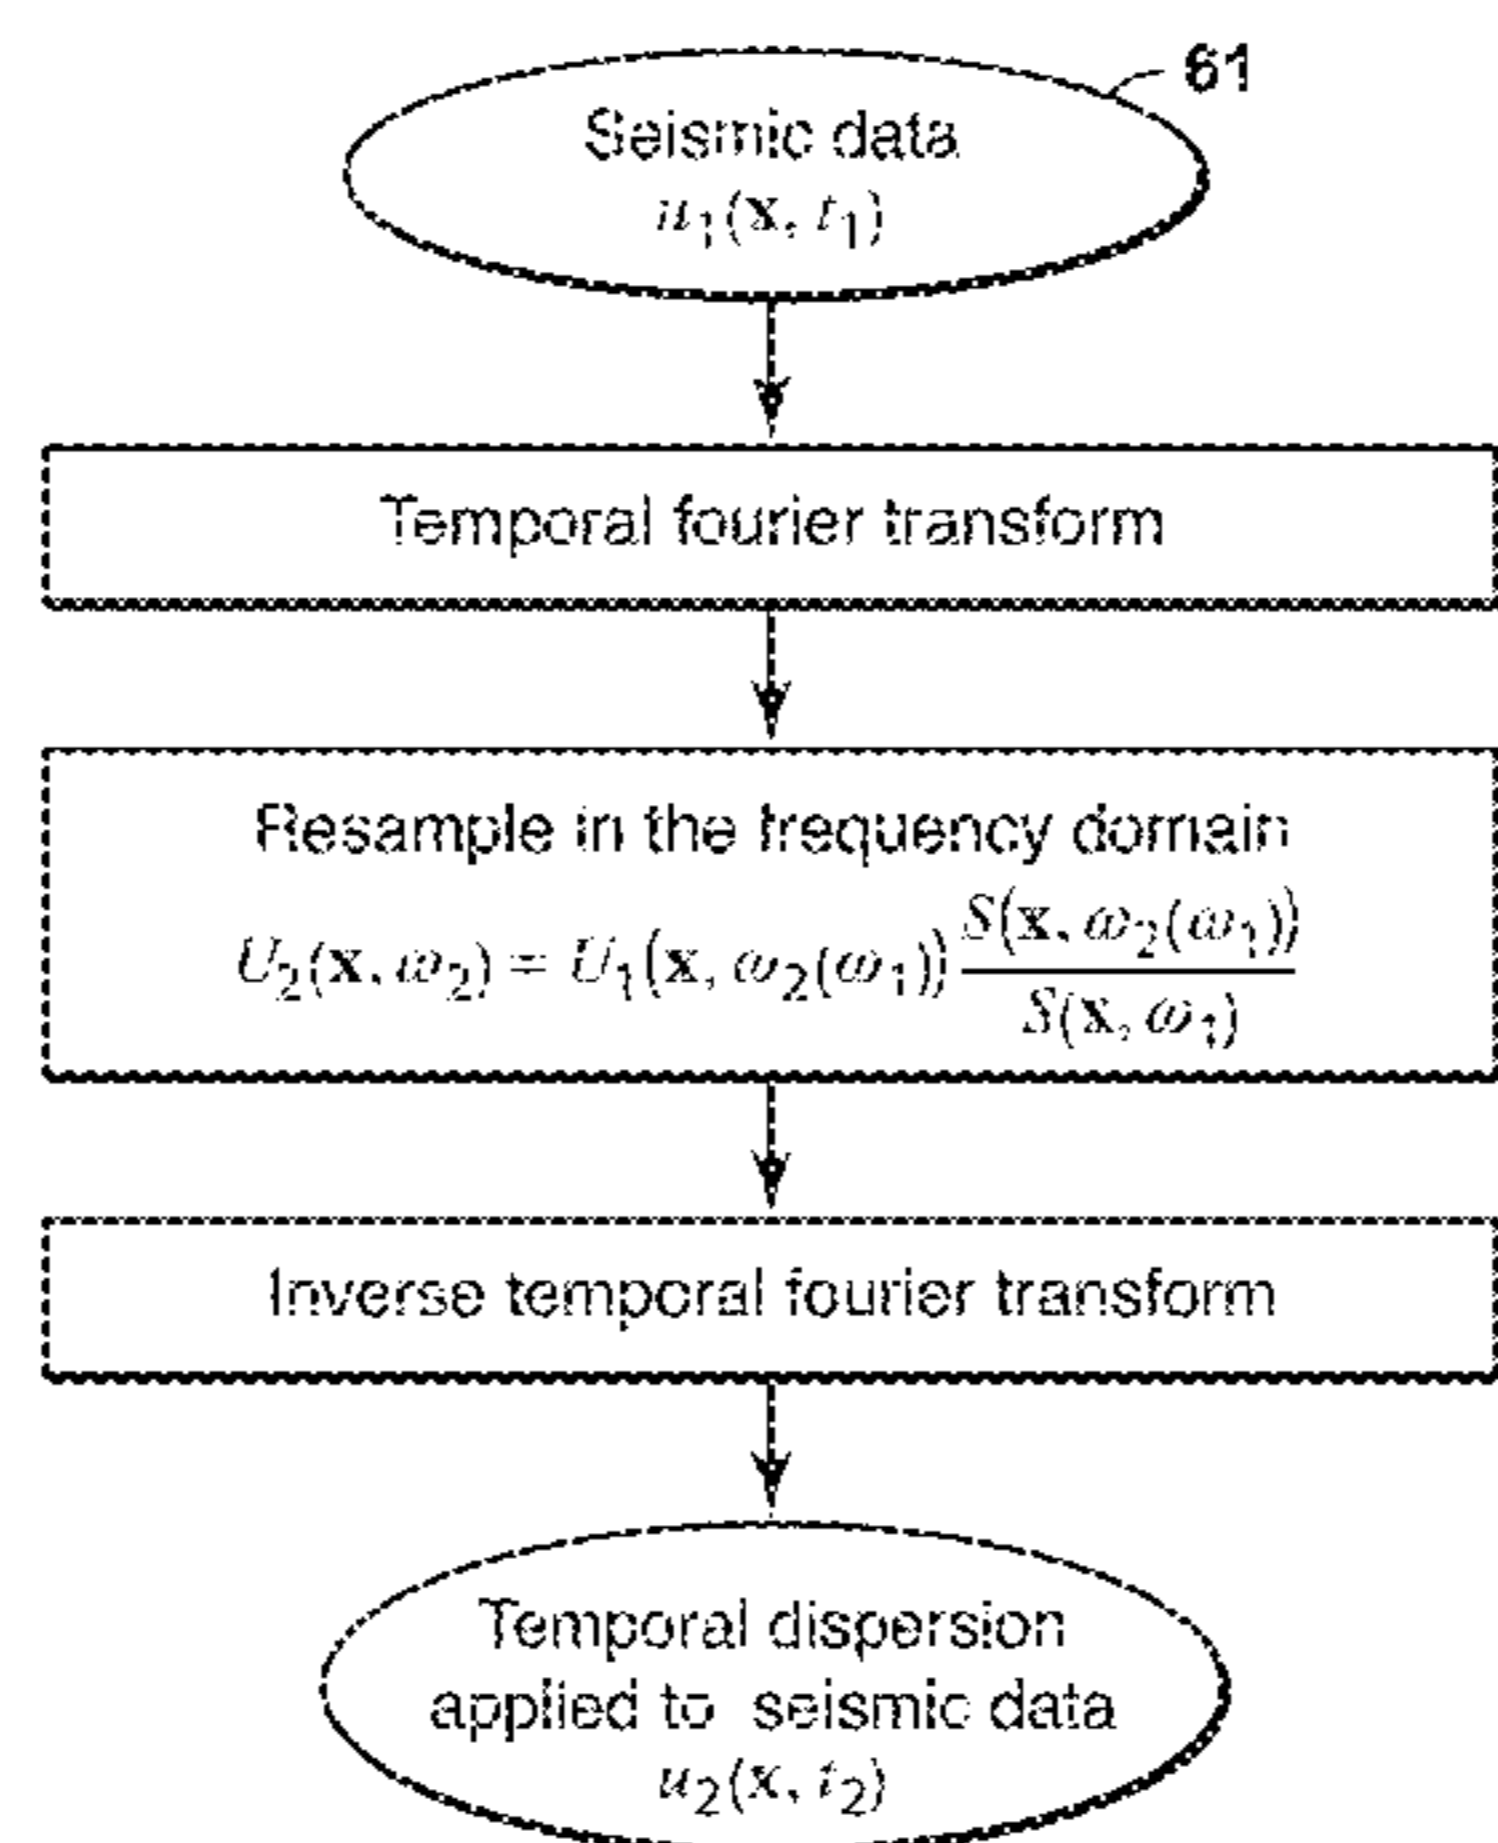 61
Seismic data
u₁(x, t₁)
Temporal fourier transform
Resample in the frequency domain
U₂(x, ω₂) = U₁(x, ω₂(ω₁)) S(x, ω₂(ω₁)) / S(x, ω₁)
Inverse temporal fourier transform
Temporal dispersion
applied to seismic data
u₂(x, t₂)